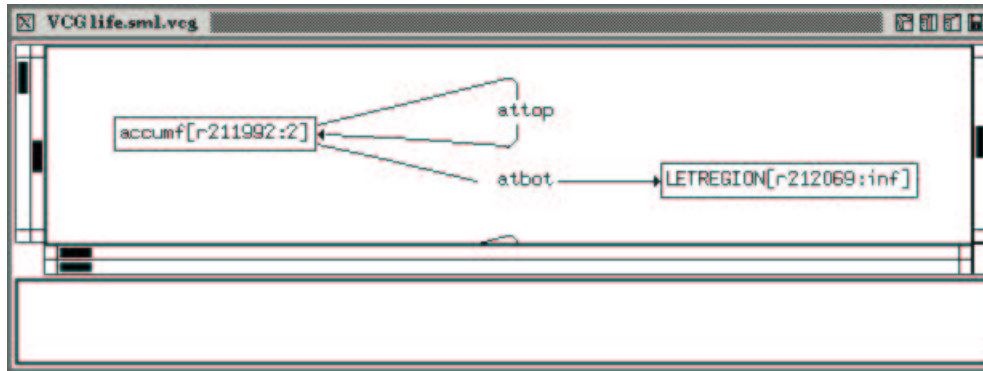 VCG life.sml.vcg
attop
accumf[r211992:2]
atbot
LETREGION[r212069:inf]